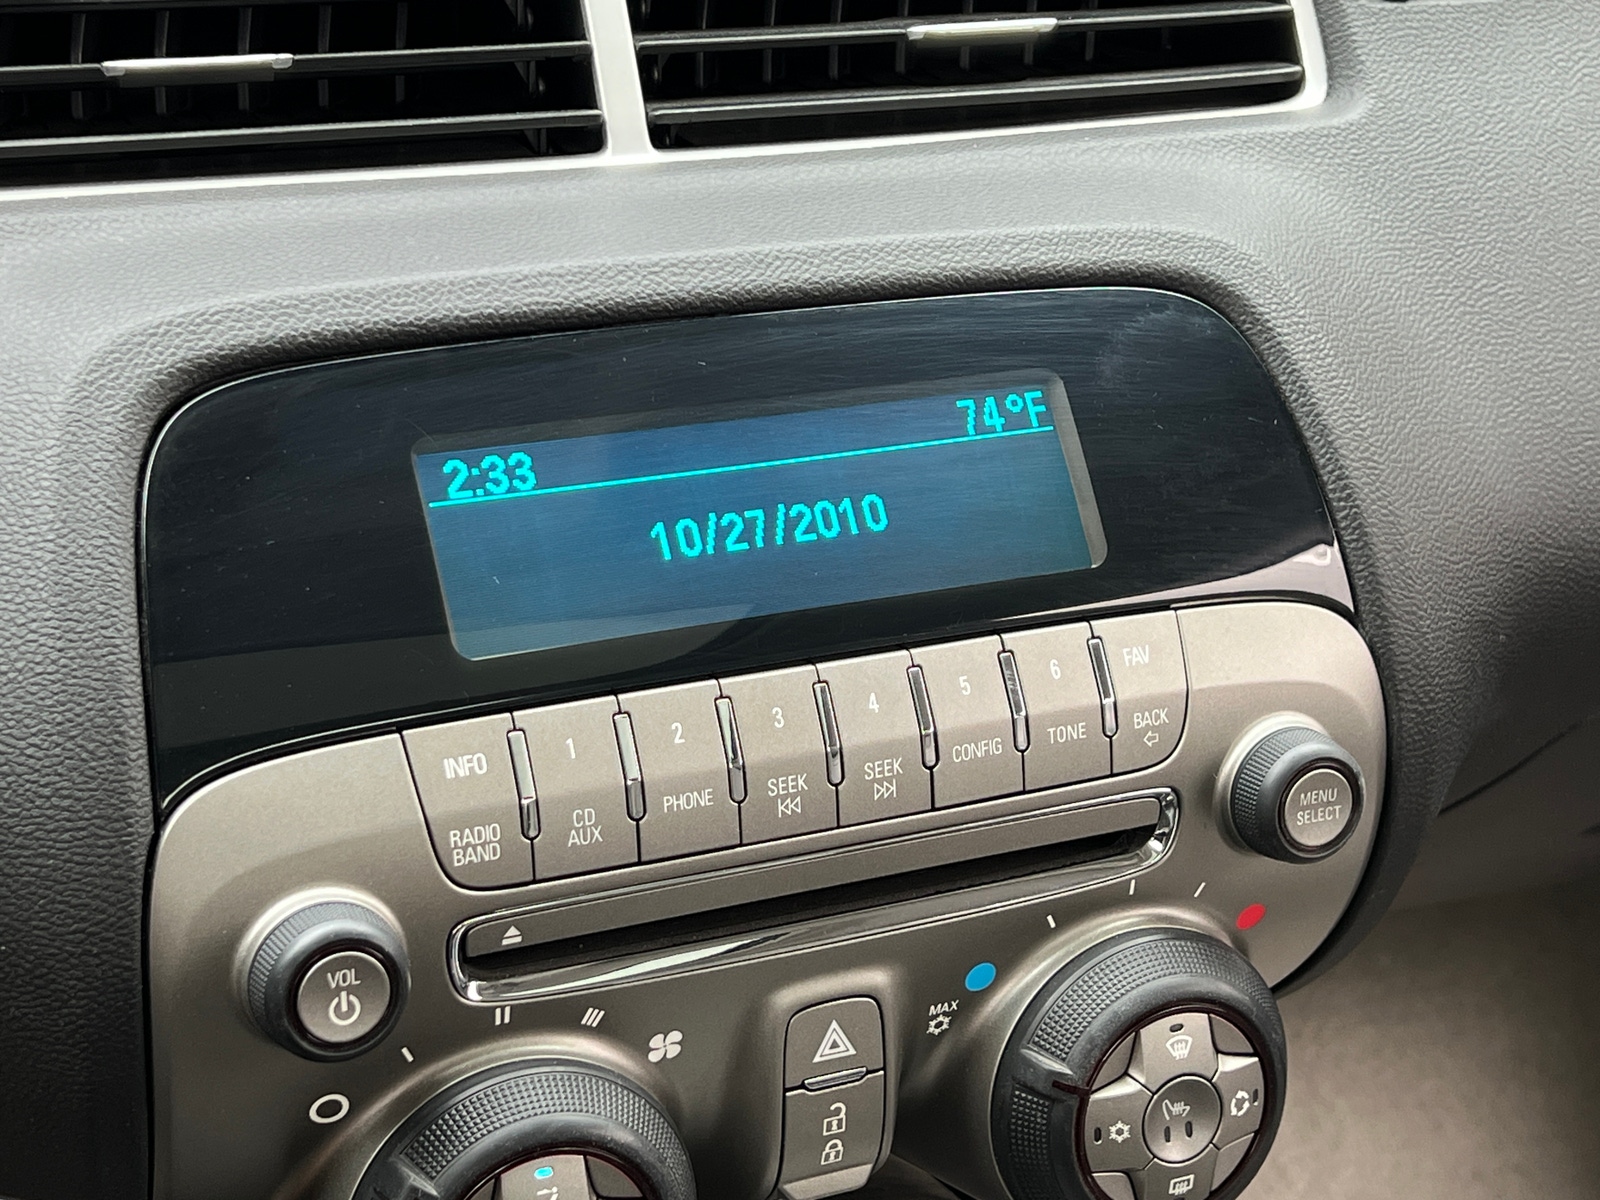 74°F
2:33
10/27/2010
INFO
RADIO
BAND
1
CD
AUX
2
PHONE
3
SEEK
4
SEEK
5
CONFIG
6
TONE
FAV
BACK
MENU
SELECT
VOL
MAX